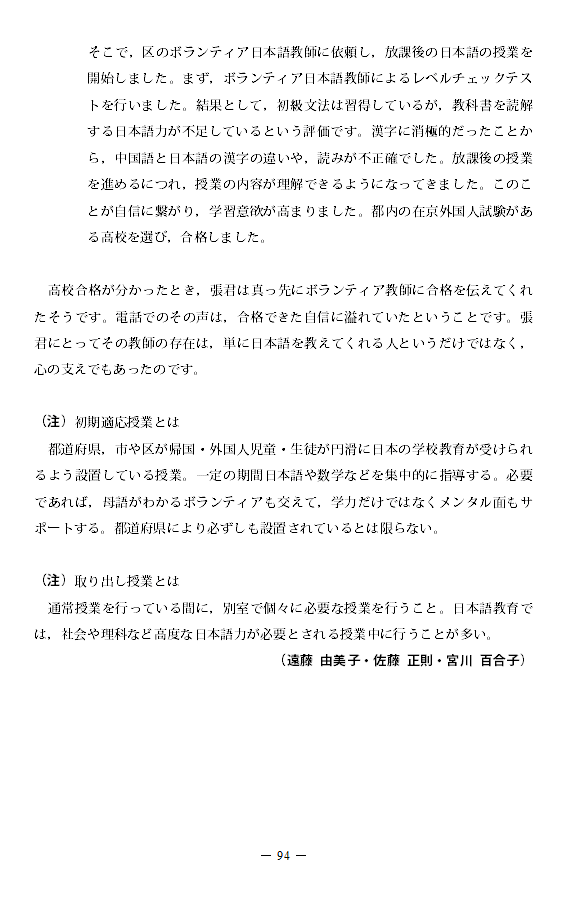 そこで，区のボランティア日本語教師に依頼し，放課後の日本語の授業を
開始しました。まず，ボランティア日本語教師によるレベルチェックテス
トを行いました。結果として，初級文法は習得しているが，教科書を読解
する日本語力が不足しているという評価です。漢字に消極的だったことか
ら，中国語と日本語の漢字の違いや，読みが不正確でした。放課後の授業
を進めるにつれ，授業の内容が理解できるようになってきました。このこ
とが自信に繋がり，学習意欲が高まりました。都内の在京外国人試験があ
る高校を選び，合格しました。
高校合格が分かったとき，張君は真っ先にボランティア教師に合格を伝えてくれ
たそうです。電話でのその声は，合格できた自信に溢れていたということです。張
君にとってその教師の存在は，単に日本語を教えてくれる人というだけではなく，
心の支えでもあったのです。
（注）初期適応授業とは
都道府県，市や区が帰国・外国人児童・生徒が円滑に日本の学校教育が受けられ
るよう設置している授業。一定の期間日本語や数学などを集中的に指導する。必要
であれば，母語がわかるボランティアも交えて，学力だけではなくメンタル面もサ
ポートする。都道府県により必ずしも設置されているとは限らない。
（注）取り出し授業とは
通常授業を行っている間に，別室で個々に必要な授業を行うこと。日本語教育で
は，社会や理科など高度な日本語力が必要とされる授業中に行うことが多い。
（遠藤 由美子・佐藤 正則・宮川 百合子）
― 94 ―